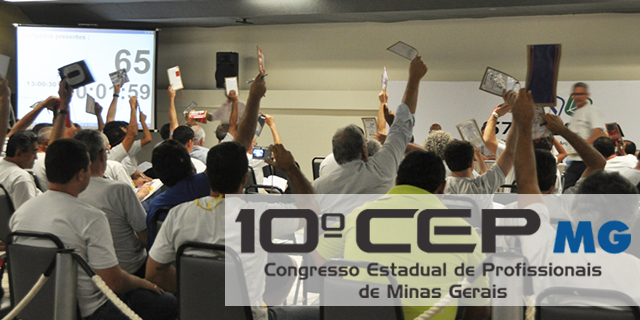 65
10º CEP MG
Congresso Estadual de Profissionais
de Minas Gerais